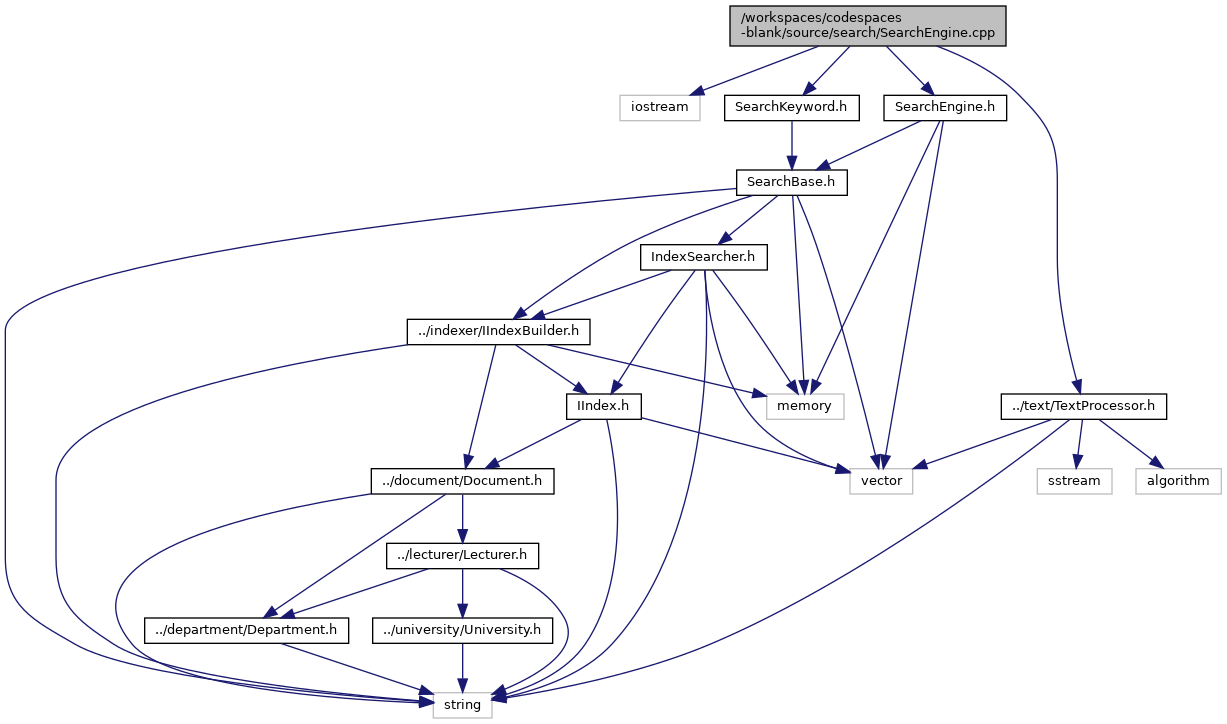 /workspaces/codespaces
-blank/source/search/SearchEngine.cpp
iostream
SearchKeyword.h
SearchEngine.h
SearchBase.h
IndexSearcher.h
../indexer/IIndexBuilder.h
IIndex.h
memory
../text/TextProcessor.h
../document/Document.h
vector
sstream
algorithm
../lecturer/Lecturer.h
../department/Department.h
../university/University.h
string